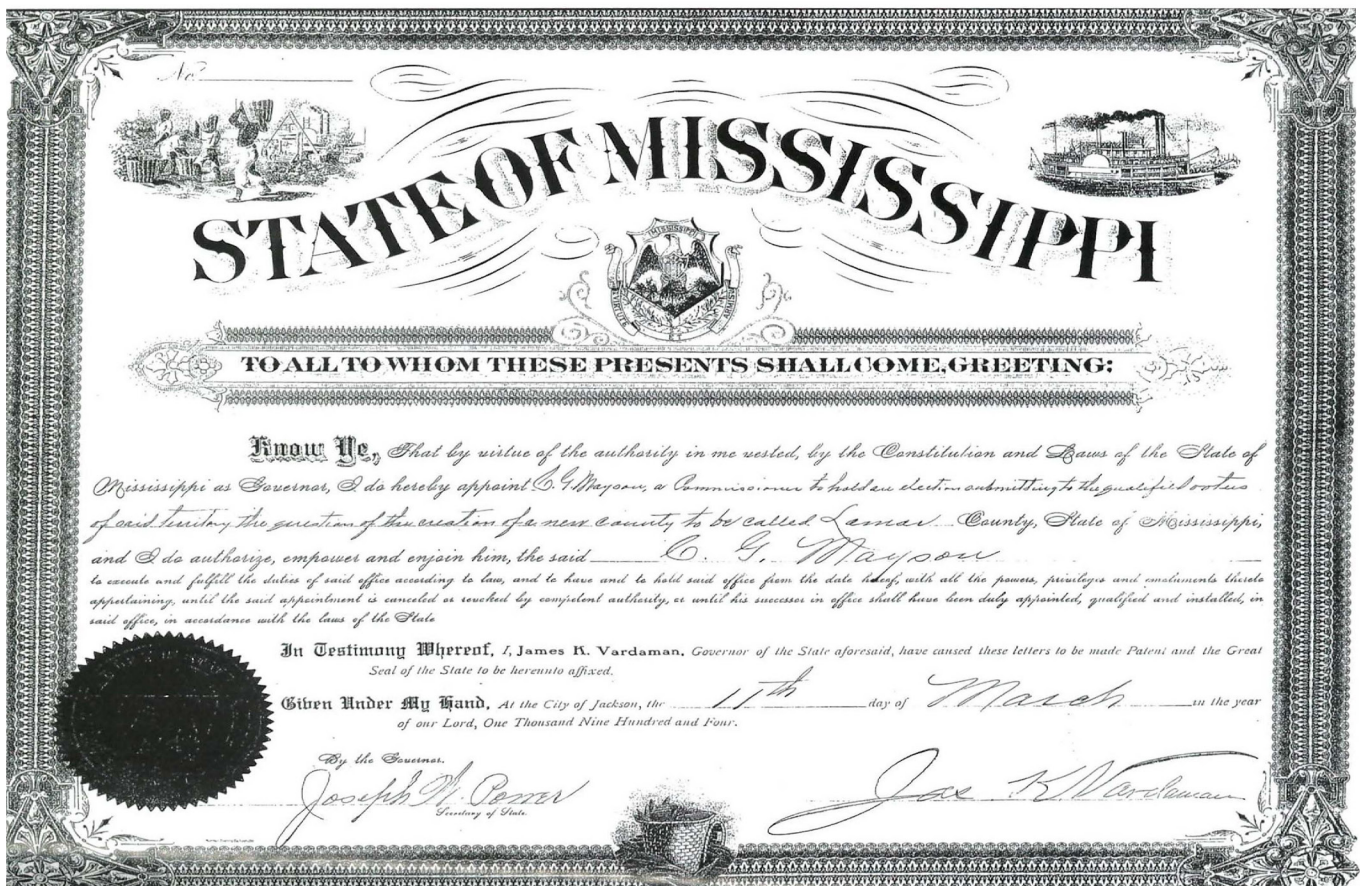 No.
STATE OF MISSISSIPPI
MISSISSIPPI
TO ALL TO WHOM THESE PRESENTS SHALL COME, GREETING:
Know Ye, That by virtue of the authority in me vested, by the Constitution and Laws of the State of
Mississippi as Governor, I do hereby appoint C. G. Mayson, a Commissioner to hold an election submitting to the qualified voters
of said territory the question of the creation of a new county to be called Lamar County, State of Mississippi,
and I do authorize, empower and enjoin him, the said C. G. Mayson
to execute and fulfill the duties of said office according to law, and to have and to hold said office from the date hereof, with all the powers, privileges and emoluments thereto
appertaining, until the said appointment is canceled or revoked by competent authority, or until his successor in office shall have been duly appointed, qualified and installed, in
said office, in accordance with the laws of the State
In Testimony Whereof, I, James K. Vardaman, Governor of the State aforesaid, have caused these letters to be made Patent and the Great
Seal of the State to be hereunto affixed.
Given Under My Hand, At the City of Jackson, the 11th day of March in the year
of our Lord, One Thousand Nine Hundred and Four.
By the Governor.
Joseph W. Power
Jas K. Vardaman
Secretary of State